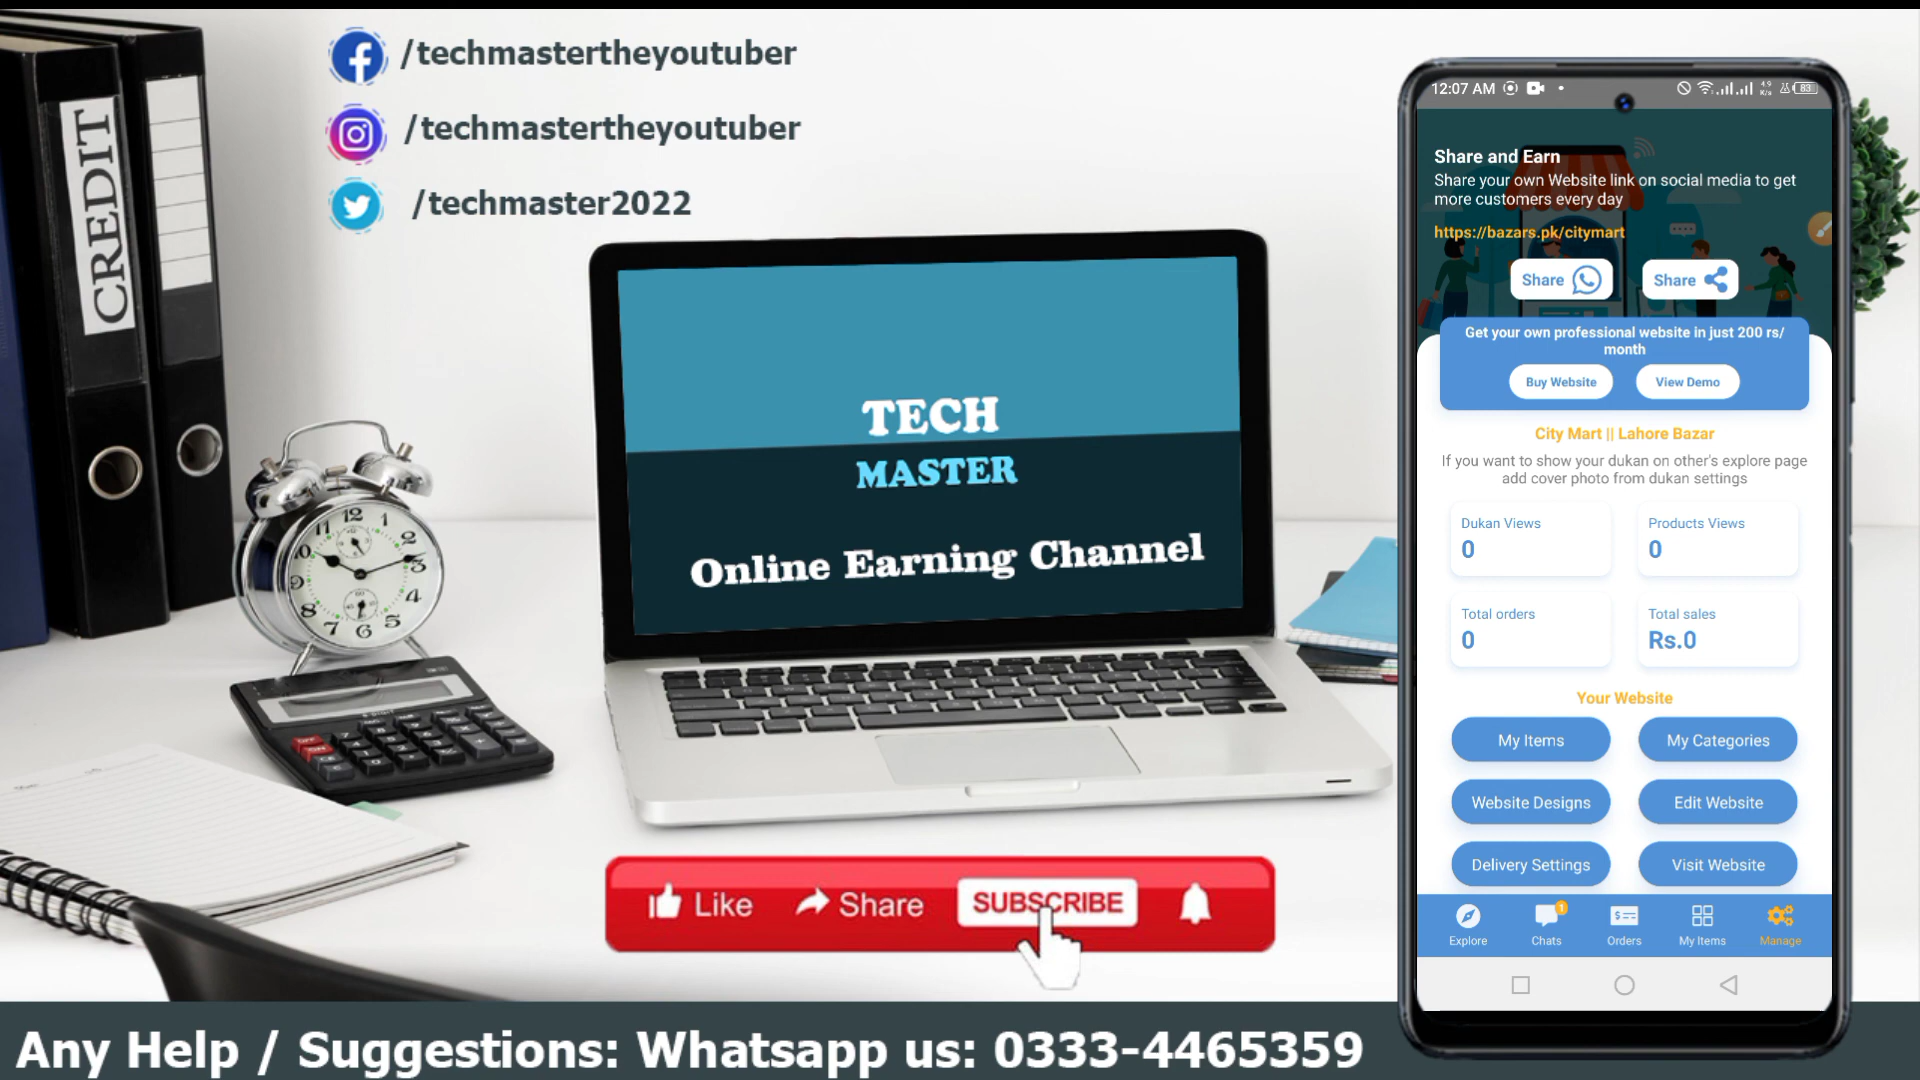 /techmastertheyoutuber
/techmastertheyoutuber
/techmaster2022
CREDIT
TECH
MASTER
Online Earning Channel
Like
Share
SUBSCRIBE
Any Help / Suggestions: Whatsapp us: 0333-4465359
12:07 AM
83
Share and Earn
Share your own Website link on social media to get
more customers every day
https://bazars.pk/citymart
Share
Share
Get your own professional website in just 200 rs/
month
Buy Website
View Demo
City Mart || Lahore Bazar
If you want to show your dukan on other's explore page
add cover photo from dukan settings
Dukan Views
0
Products Views
0
Total orders
0
Total sales
Rs.0
Your Website
My Items
My Categories
Website Designs
Edit Website
Delivery Settings
Visit Website
Explore
1
Chats
Orders
My Items
Manage